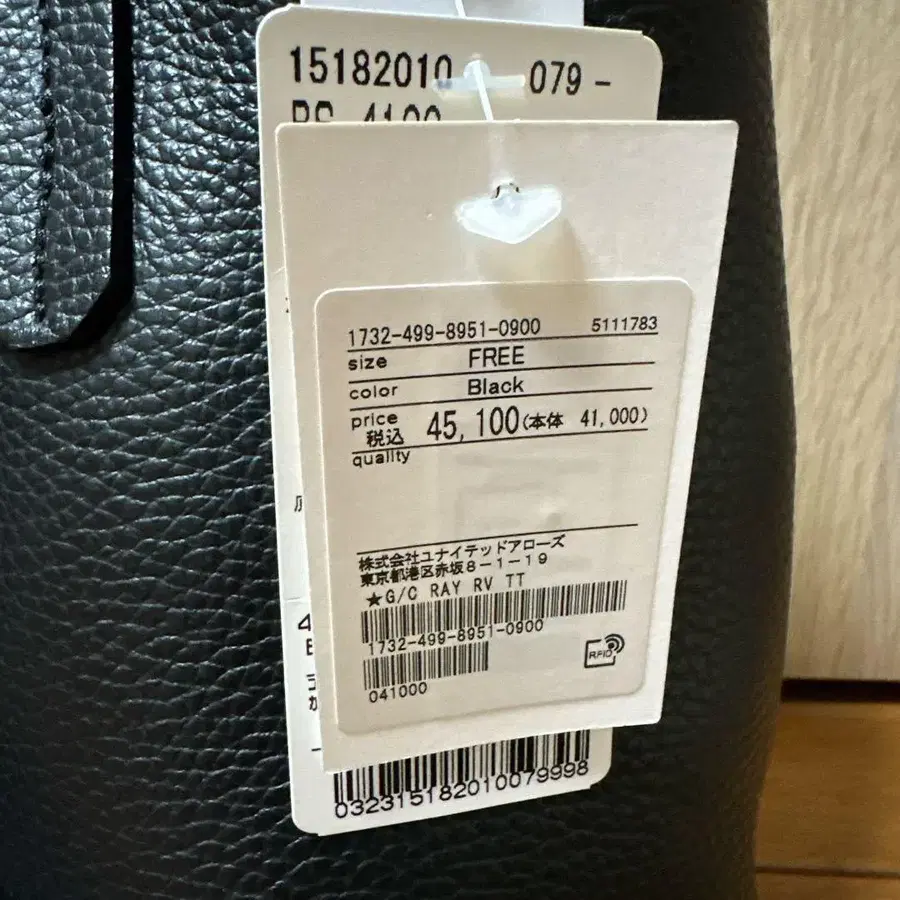 15182010 079 -
1732-499-8951-0900 5111783
size FREE
color Black
price
税込 45,100(本体 41,000)
quality
株式会社ユナイテッドアローズ
東京都港区赤坂8-1-19
★G/C RAY RV TT
1732-499-8951-0900
RFID
041000
032315182010079998